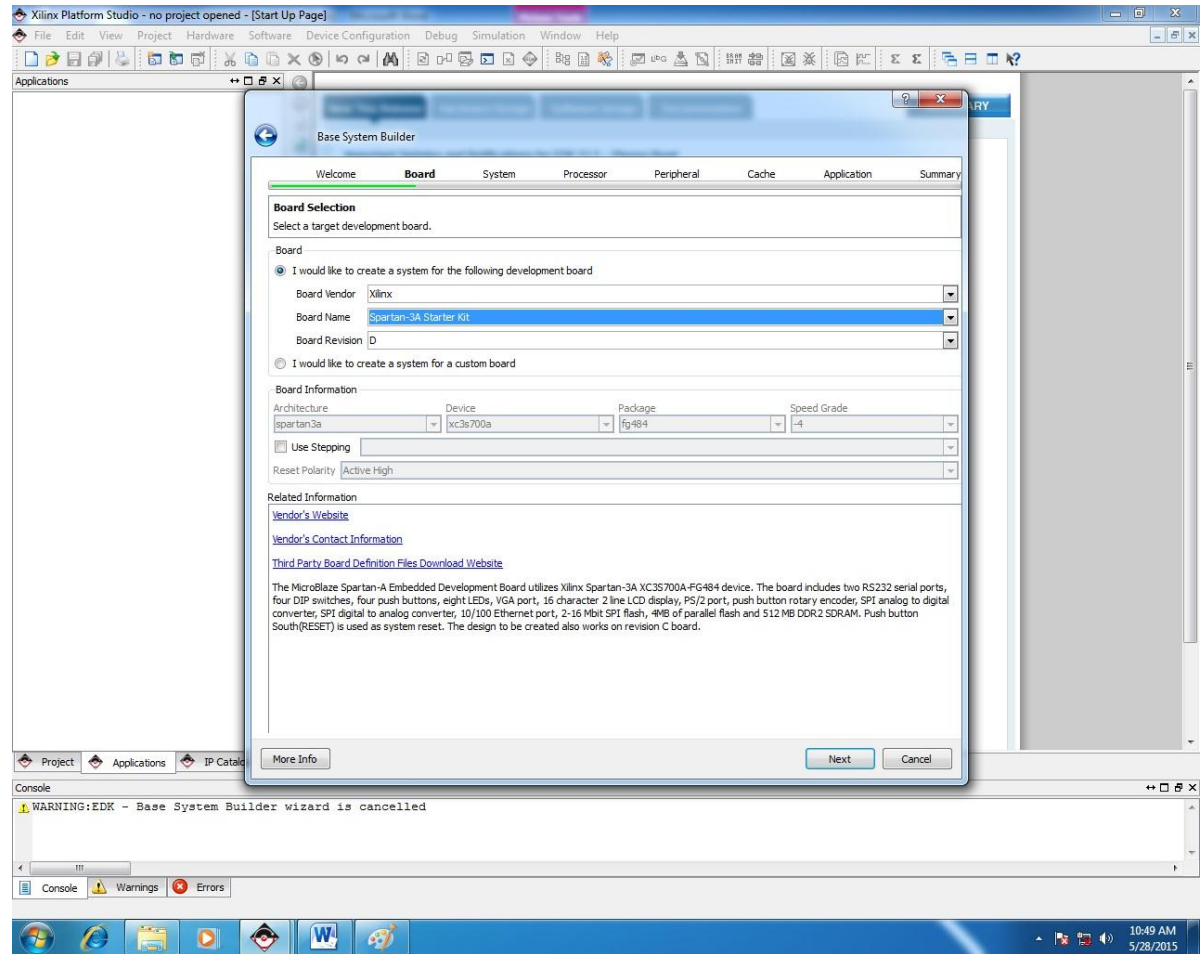 Xilinx Platform Studio - no project opened - [Start Up Page]
File Edit View Project Hardware Software Device Configuration Debug Simulation Window Help
Applications
ARY
Base System Builder
Welcome Board System Processor Peripheral Cache Application Summary
Board Selection
Select a target development board.
Board
I would like to create a system for the following development board
Board Vendor Xilinx
Board Name Spartan-3A Starter Kit
Board Revision D
I would like to create a system for a custom board
Board Information
Architecture Device Package Speed Grade
spartan3a xc3s700a fg484 -4
Use Stepping
Reset Polarity Active High
Related Information
Vendor's Website
Vendor's Contact Information
Third Party Board Definition Files Download Website
The MicroBlaze Spartan-A Embedded Development Board utilizes Xilinx Spartan-3A XC3S700A-FG484 device. The board includes two RS232 serial ports,
four DIP switches, four push buttons, eight LEDs, VGA port, 16 character 2 line LCD display, PS/2 port, push button rotary encoder, SPI analog to digital
converter, SPI digital to analog converter, 10/100 Ethernet port, 2-16 Mbit SPI flash, 4MB of parallel flash and 512 MB DDR2 SDRAM. Push button
South(RESET) is used as system reset. The design to be created also works on revision C board.
More Info Next Cancel
Project Applications IP Catalo
Console
WARNING:EDK - Base System Builder wizard is cancelled
Console Warnings Errors
10:49 AM
5/28/2015